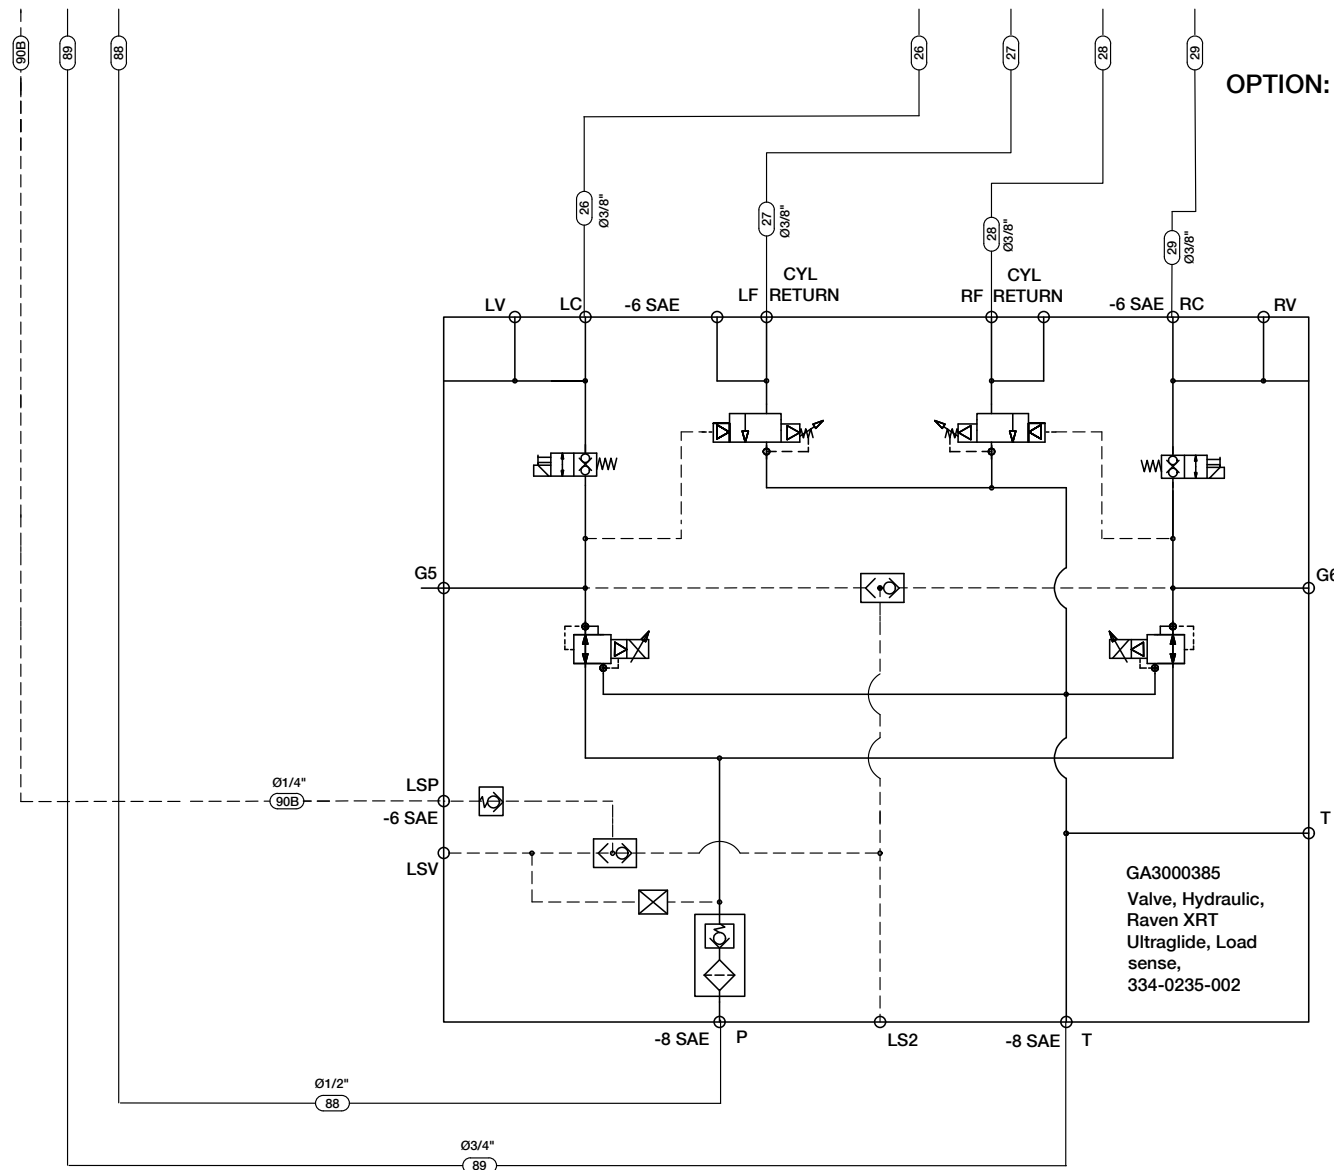 90B
89
88
26
27
28
29
OPTION:
26
Ø3/8"
27
Ø3/8"
28
Ø3/8"
29
Ø3/8"
LV
LC
-6 SAE
CYL
LF RETURN
CYL
RF RETURN
-6 SAE RC
RV
G5
G6
Ø1/4"
90B
LSP
-6 SAE
LSV
T
GA3000385
Valve, Hydraulic,
Raven XRT
Ultraglide, Load
sense,
334-0235-002
-8 SAE P
LS2
-8 SAE T
Ø1/2"
88
Ø3/4"
89